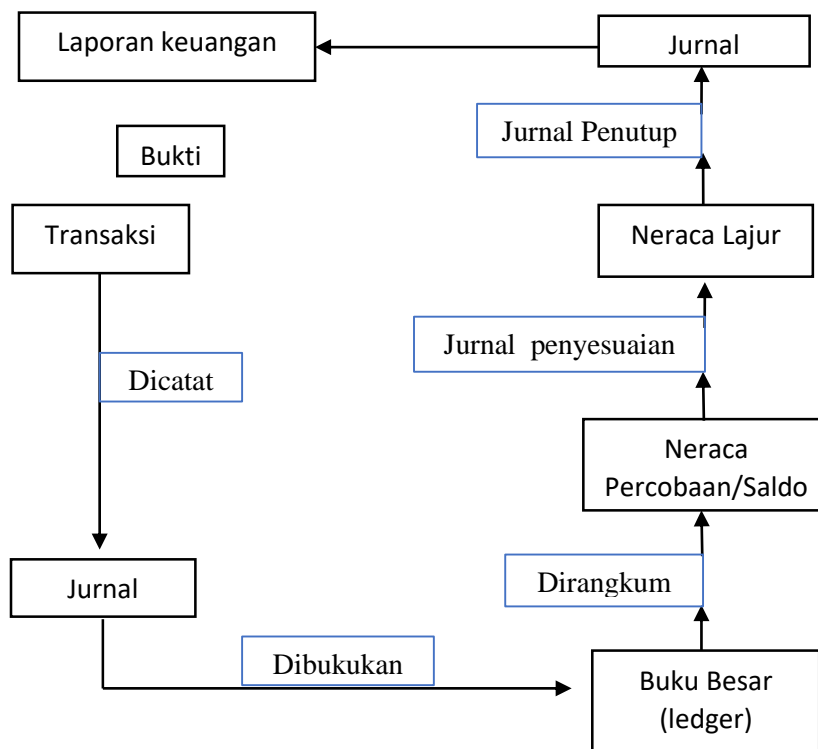 Laporan keuangan
Jurnal
Jurnal Penutup
Bukti
Transaksi
Neraca Lajur
Jurnal penyesuaian
Dicatat
Neraca
Percobaan/Saldo
Jurnal
Dirangkum
Dibukukan
Buku Besar
(ledger)